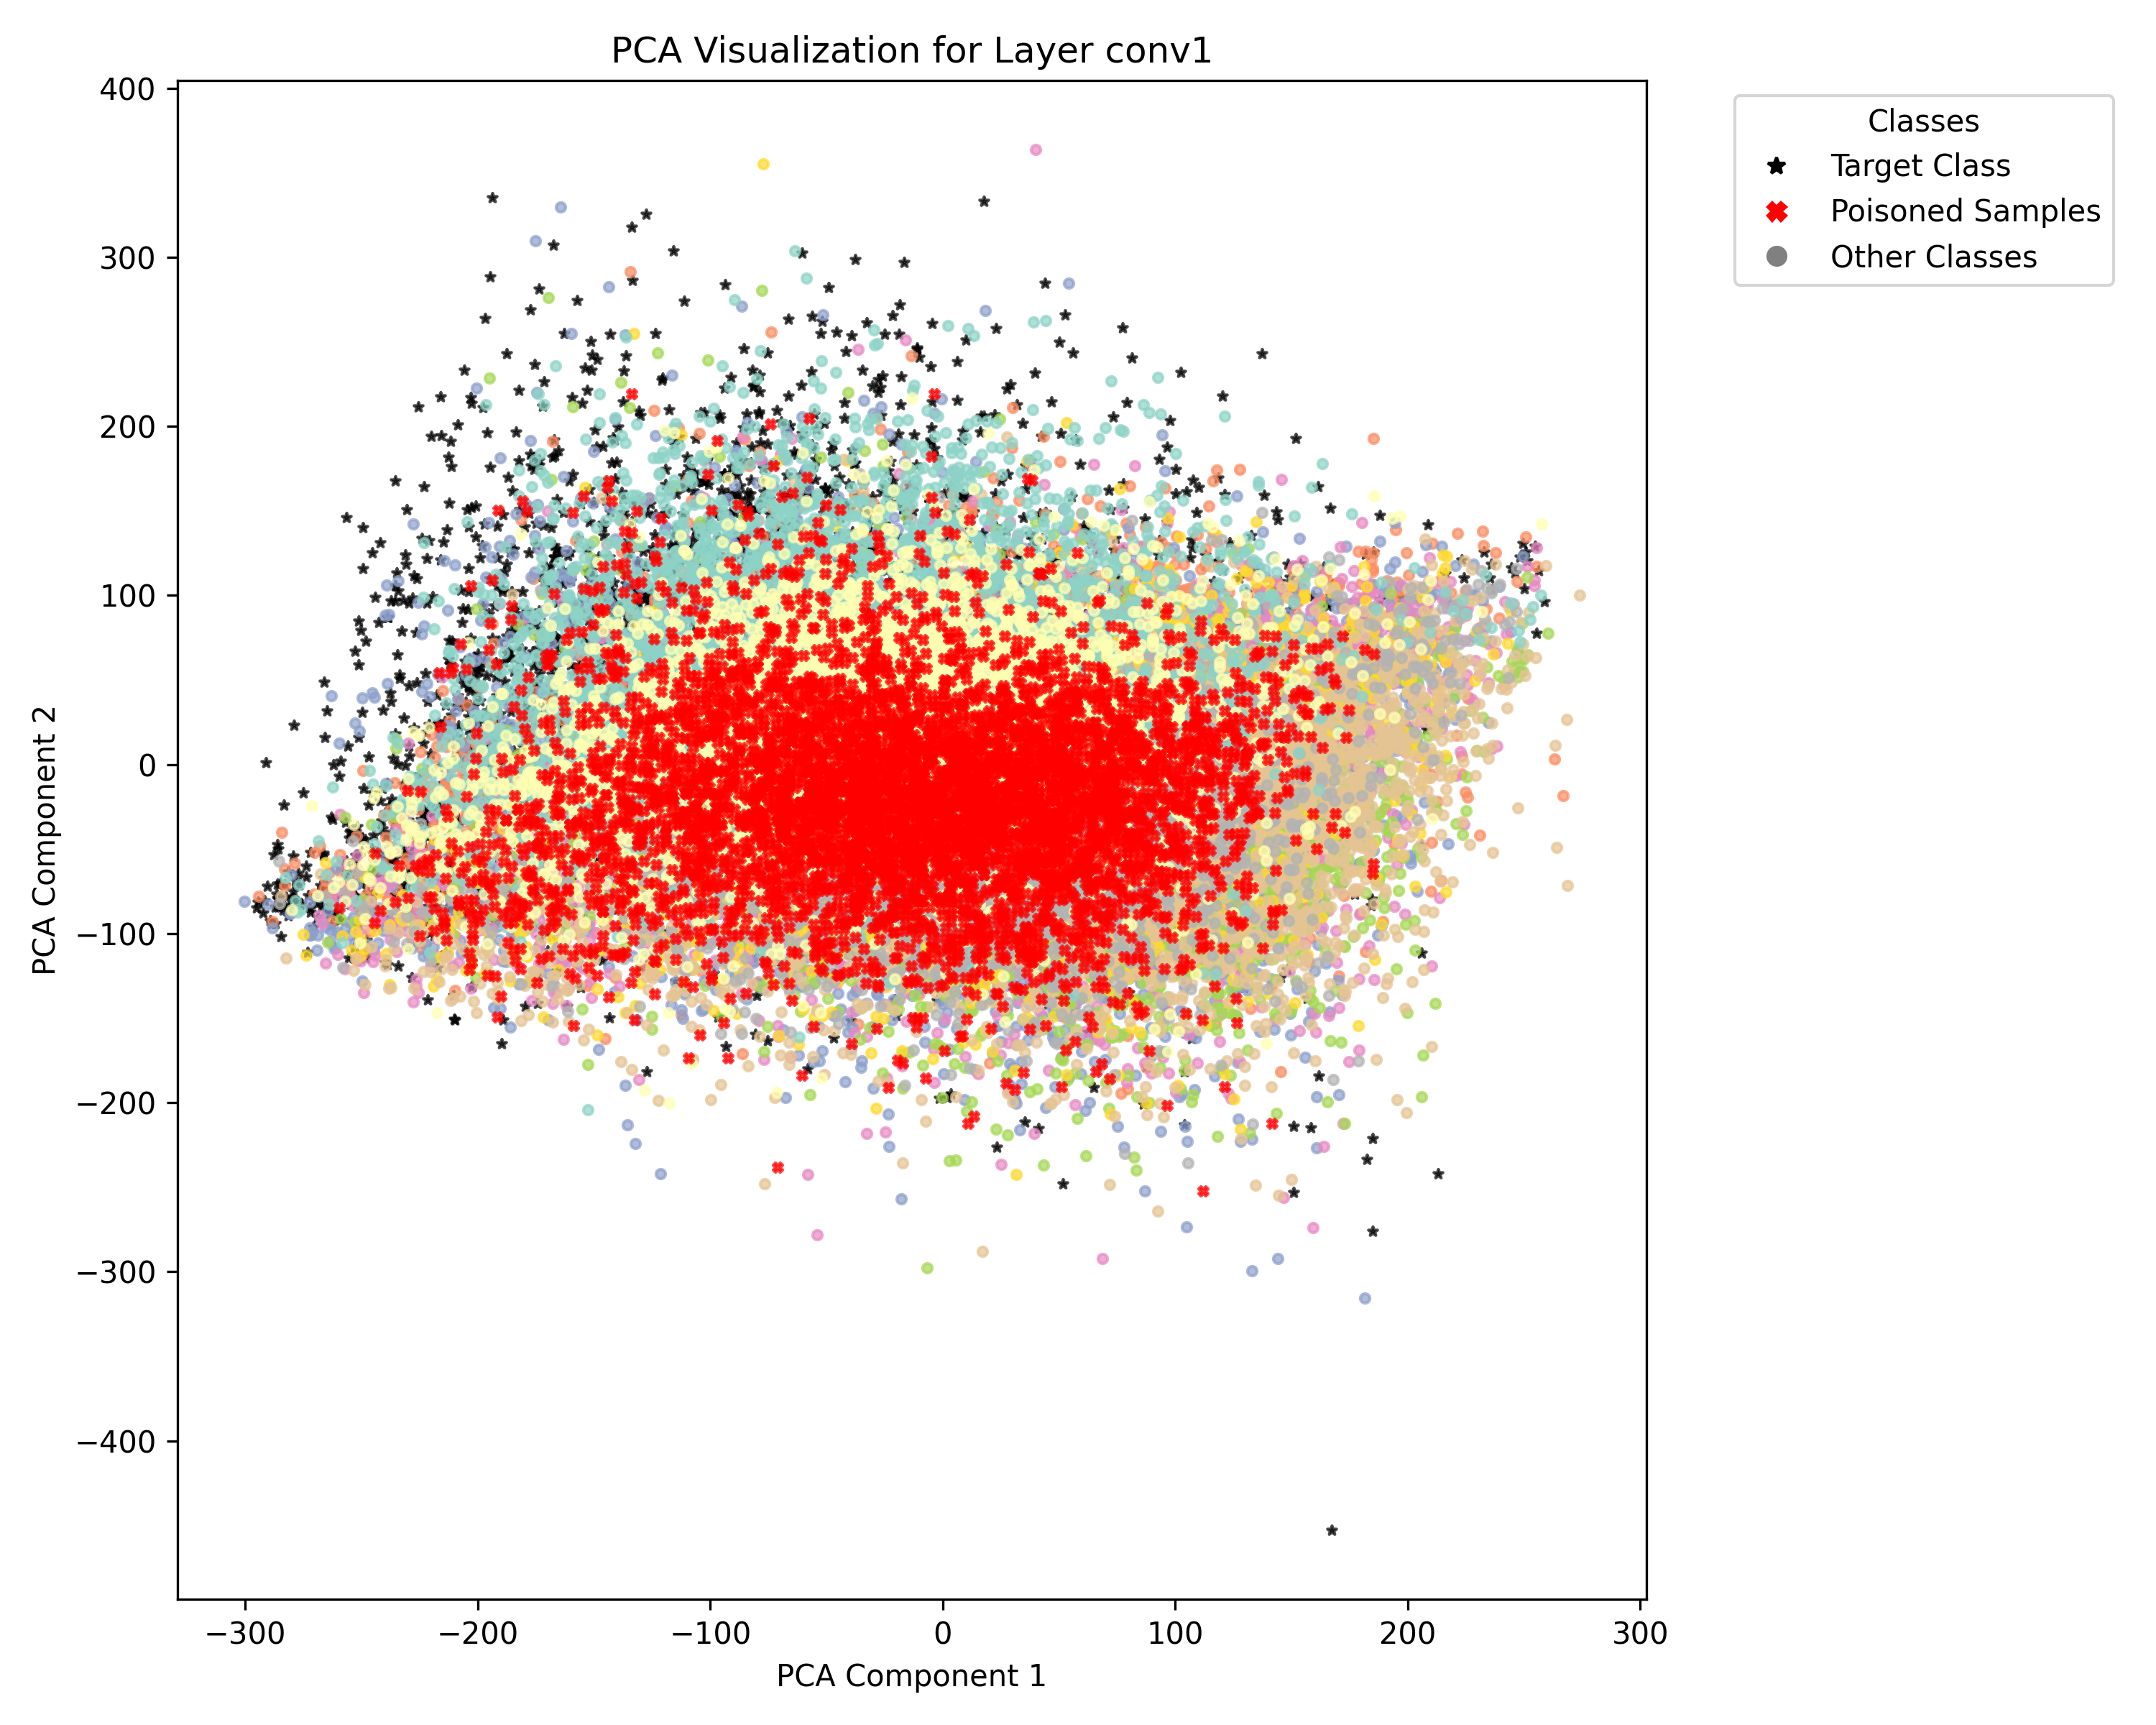 PCA Visualization for Layer conv1
Classes
Target Class
Poisoned Samples
Other Classes
400
300
200
100
0
−100
−200
−300
−400
PCA Component 2
−300
−200
−100
0
100
200
300
PCA Component 1